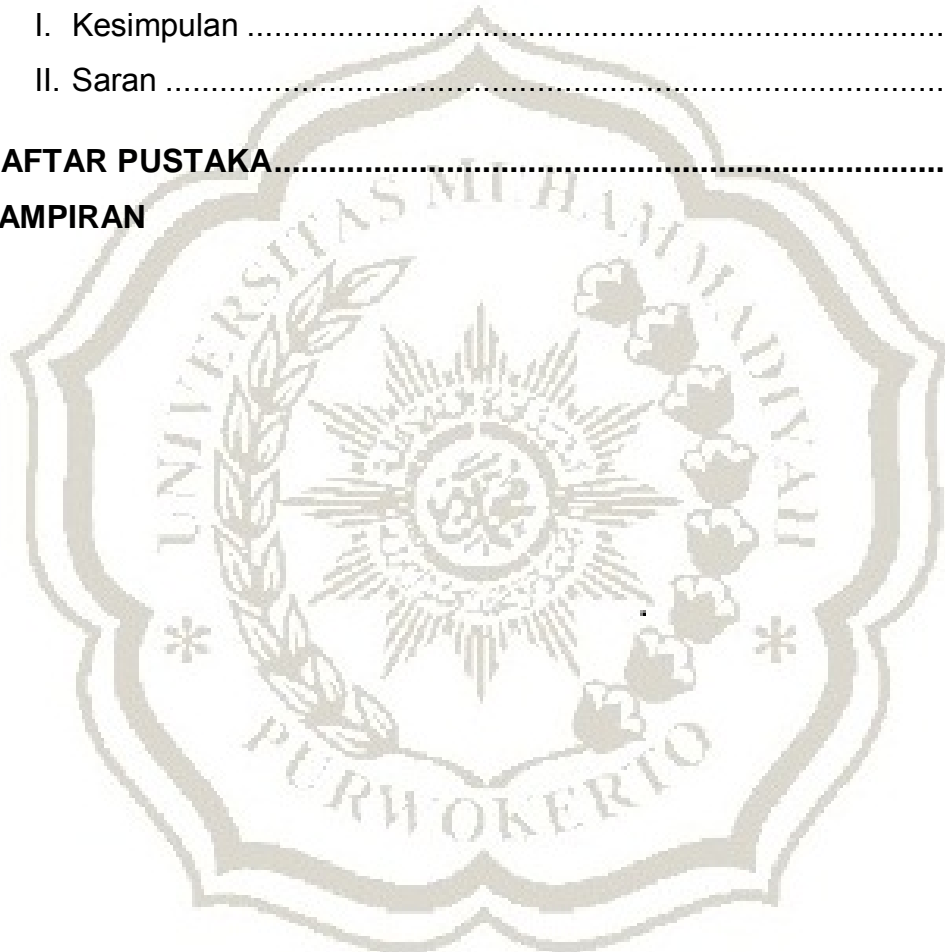 I. Kesimpulan ..............................................................................
II. Saran .......................................................................................
AFTAR PUSTAKA.........................................................................
AMPIRAN
UNIVERSITAS MUHAMMADIYAH
* PURWOKERTO *